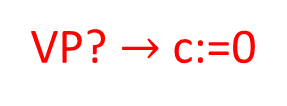 VP? → c:=0